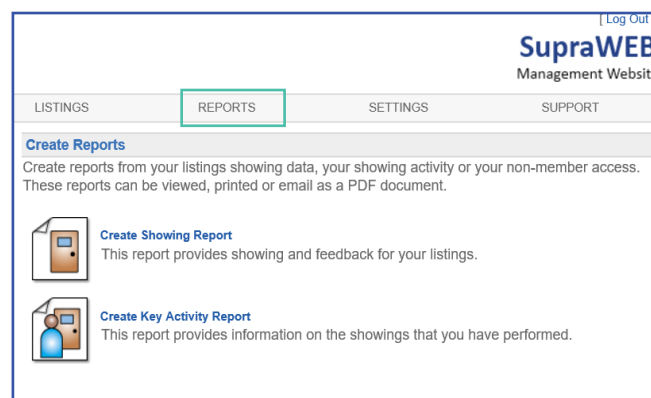 [ Log Out
SupraWEB
Management Websit
LISTINGS REPORTS SETTINGS SUPPORT
Create Reports
Create reports from your listings showing data, your showing activity or your non-member access.
These reports can be viewed, printed or email as a PDF document.
Create Showing Report
This report provides showing and feedback for your listings.
Create Key Activity Report
This report provides information on the showings that you have performed.